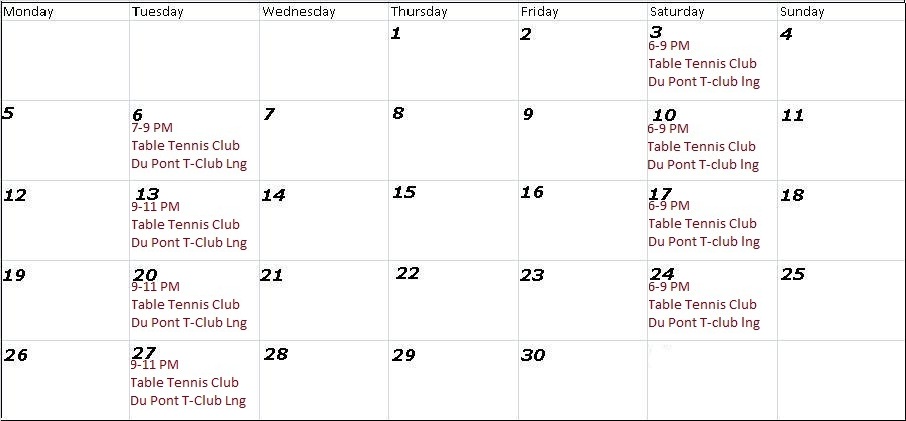 Monday Tuesday Wednesday Thursday Friday Saturday Sunday
1 2 3 4
6-9 PM
Table Tennis Club
Du Pont T-club lng
5 6 7 8 9 10 11
7-9 PM 6-9 PM
Table Tennis Club Table Tennis Club
Du Pont T-Club Lng Du Pont T-club lng
12 13 14 15 16 17 18
9-11 PM 6-9 PM
Table Tennis Club Table Tennis Club
Du Pont T-Club Lng Du Pont T-club lng
19 20 21 22 23 24 25
9-11 PM 6-9 PM
Table Tennis Club Table Tennis Club
Du Pont T-Club Lng Du Pont T-club lng
26 27 28 29 30
9-11 PM
Table Tennis Club
Du Pont T-Club Lng